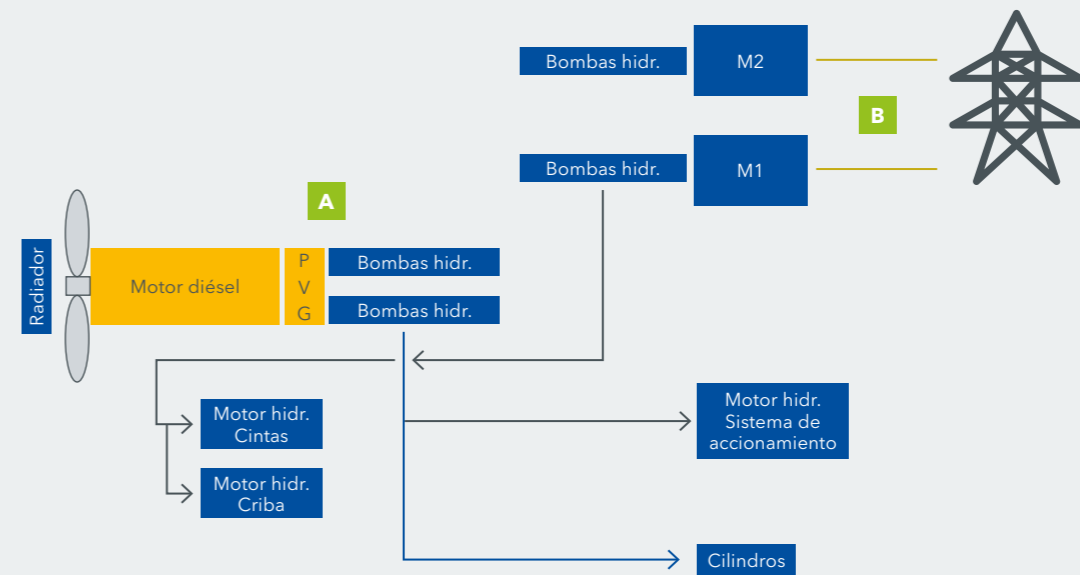 Bombas hidr.
M2
B
Bombas hidr.
M1
A
Radiador
Motor diésel
P
V
G
Bombas hidr.
Bombas hidr.
Motor hidr.
Cintas
Motor hidr.
Sistema de
accionamiento
Motor hidr.
Criba
Cilindros